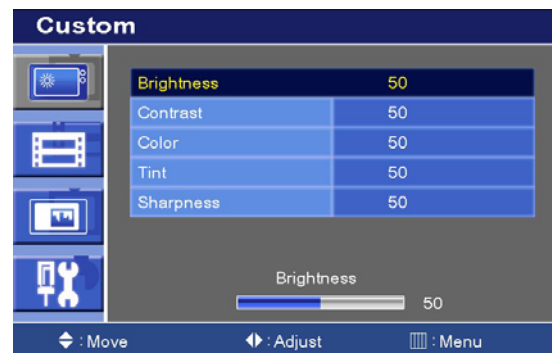 Custom
Brightness 50
Contrast 50
Color 50
Tint 50
Sharpness 50
Brightness
50
: Move : Adjust : Menu